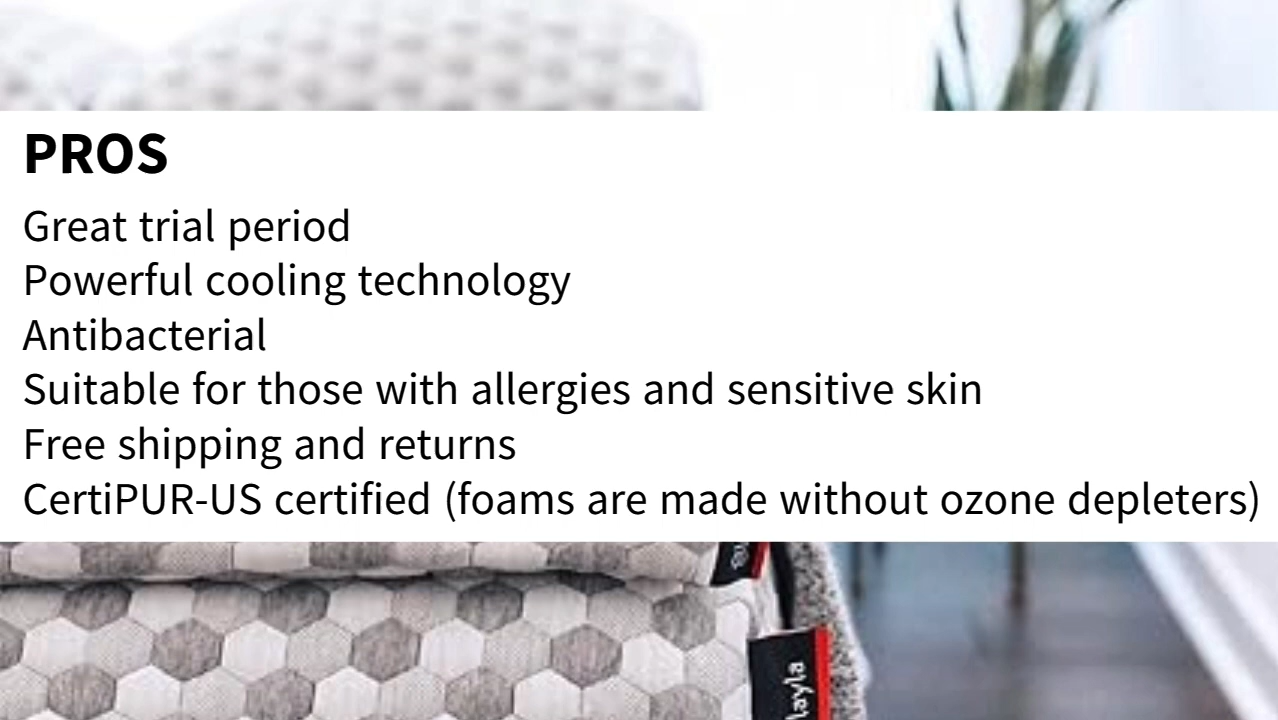 PROS
Great trial period
Powerful cooling technology
Antibacterial
Suitable for those with allergies and sensitive skin
Free shipping and returns
CertiPUR-US certified (foams are made without ozone depleters)
layla